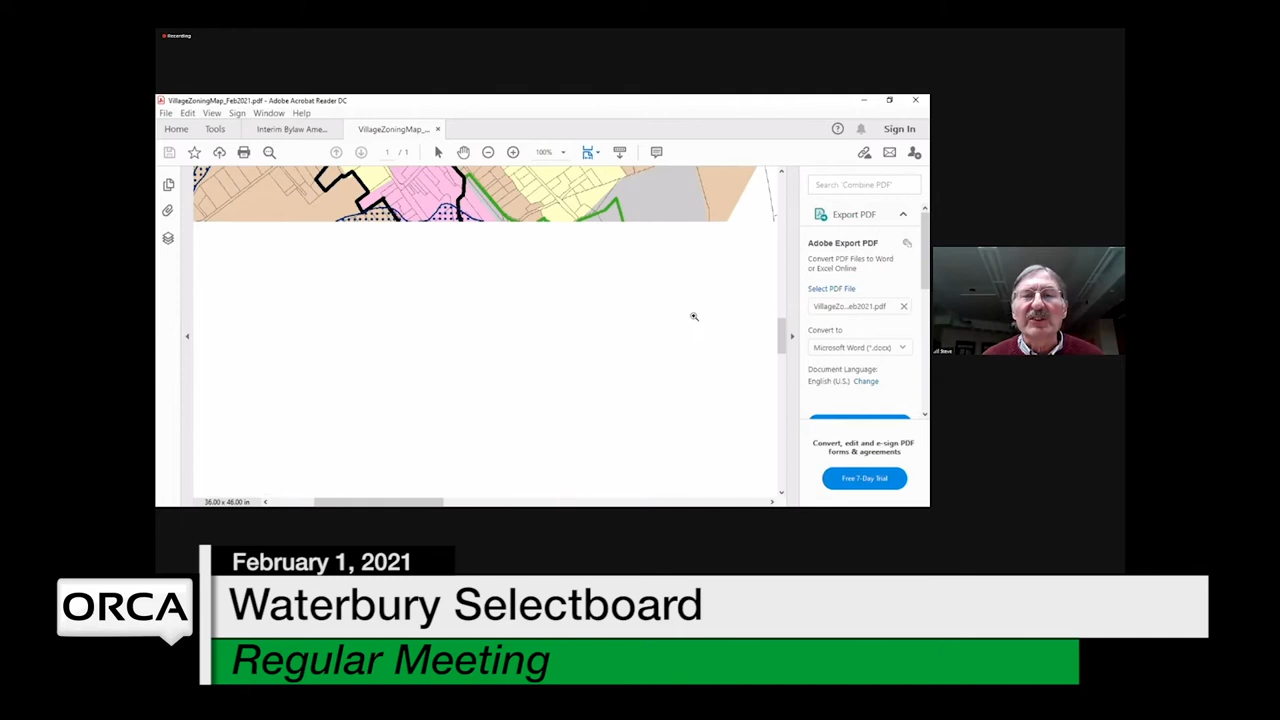 Recording
VillageZoningMap_Feb2021.pdf - Adobe Acrobat Reader DC
File Edit View Sign Window Help
Home Tools Interim Bylaw Ame... VillageZoningMap_... × Sign In
1 / 1 100%
Search 'Combine PDF'
Export PDF
Adobe Export PDF
Convert PDF Files to Word
or Excel Online
Select PDF File
VillageZo...eb2021.pdf
Convert to
Microsoft Word (*.docx)
Document Language:
English (U.S.) Change
Convert, edit and e-sign PDF
forms & agreements
Free 7-Day Trial
36.00 x 46.00 in
Steve
February 1, 2021
ORCA
Waterbury Selectboard
Regular Meeting